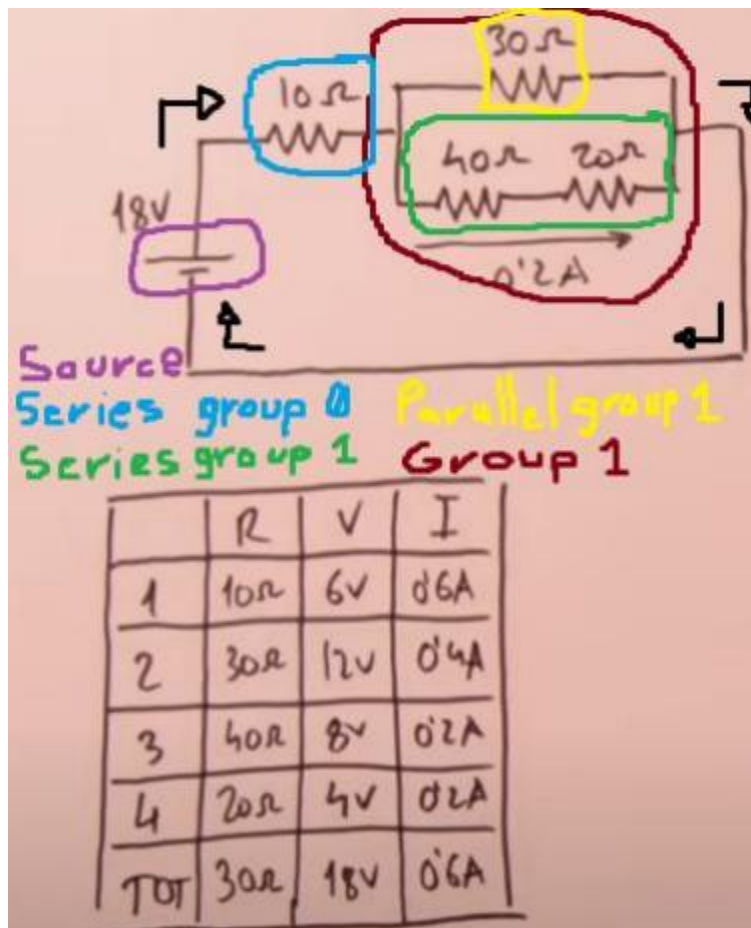 30Ω
10Ω
40Ω 20Ω
18V
0'2A
Source
Series group 0 Parallel group 1
Series group 1 Group 1
R V I
1 10Ω 6V 0'6A
2 30Ω 12V 0'4A
3 40Ω 8V 0'2A
4 20Ω 4V 0'2A
TOT 30Ω 18V 0'6A